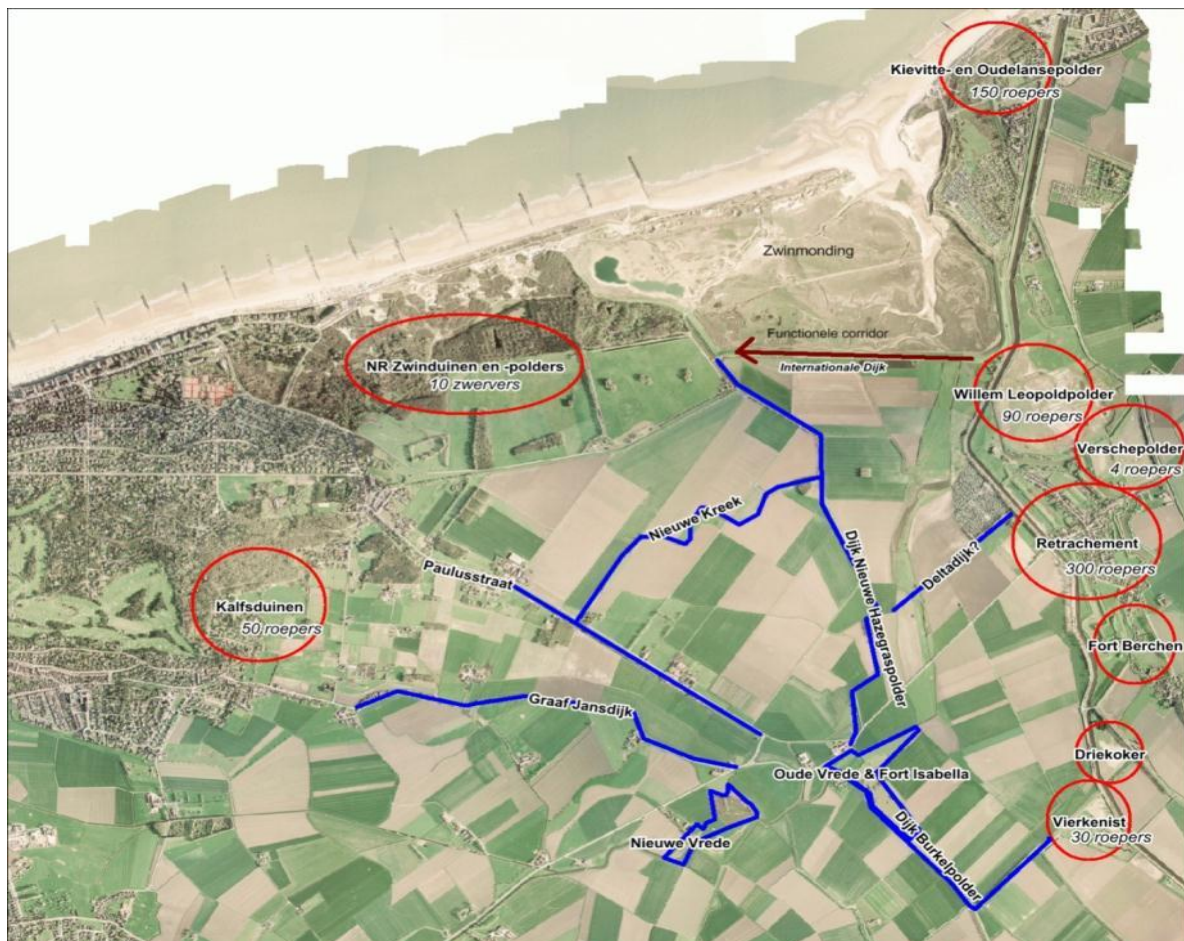 Kievitte- en Oudelansepolder
150 roepers
Zwinmonding
Functionele corridor
Internationale Dijk
NR Zwinduinen en -polders
10 zwervers
Willem Leopoldpolder
90 roepers
Verschepolder
4 roepers
Nieuwe Kreek
Retrachement
300 roepers
Deltadijk?
Dijk Nieuwe Hazegraspolder
Paulusstraat
Kalfsduinen
50 roepers
Fort Berchen
Graaf Jansdijk
Driekoker
Oude Vrede & Fort Isabella
Dijk Burkelpolder
Vierkenist
30 roepers
Nieuwe Vrede